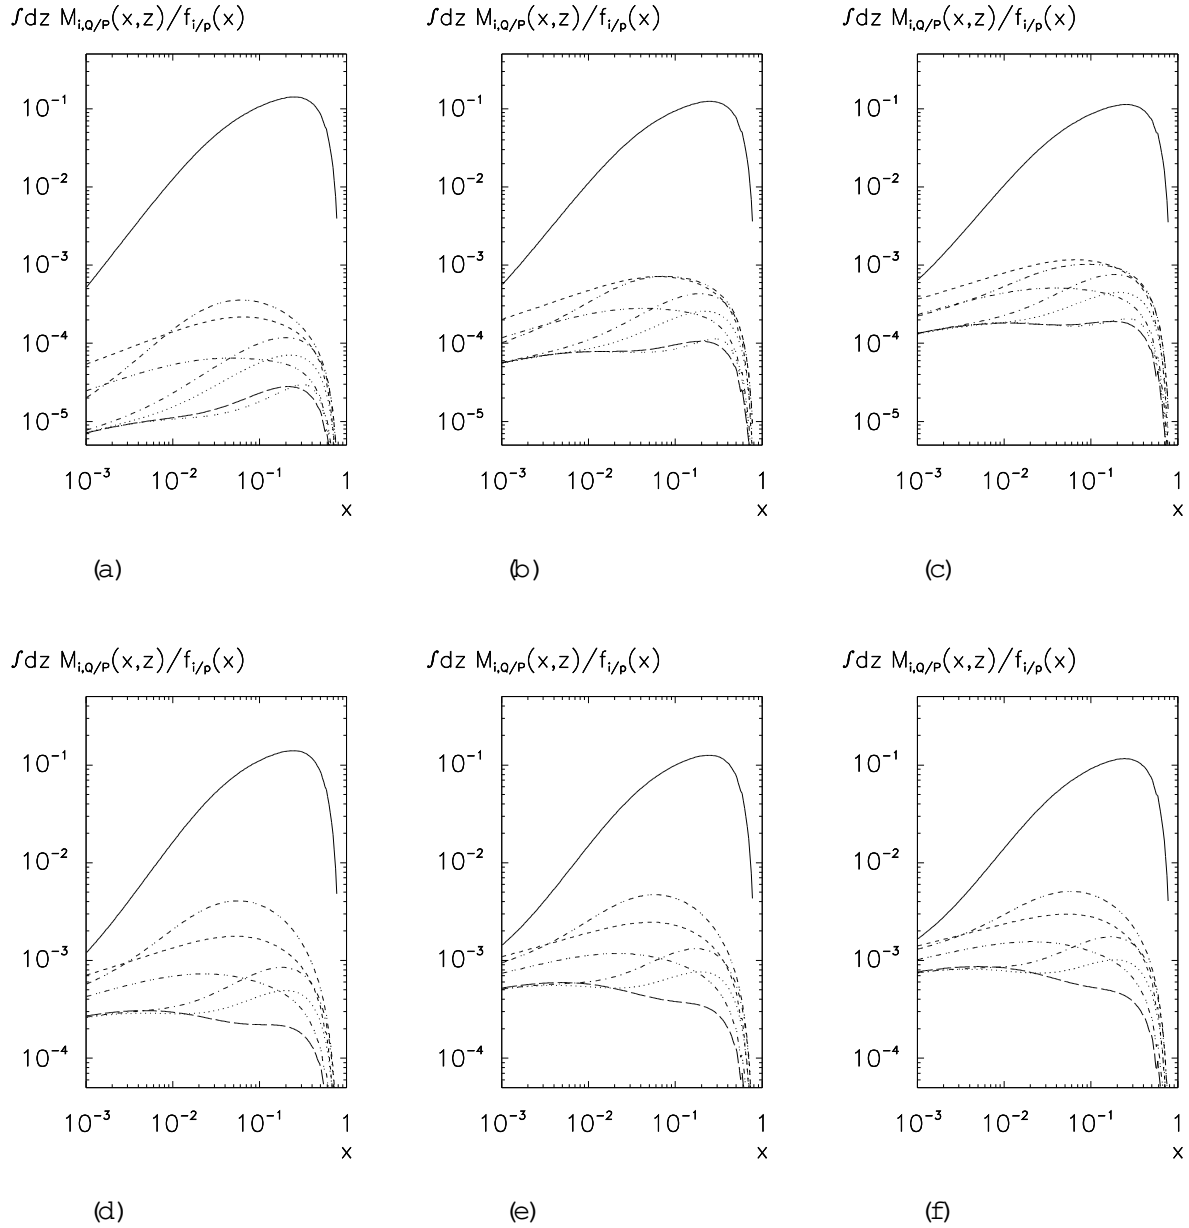 ∫dz M_{i,Q/P}(x,z)/f_{i/p}(x)
10^{-1}
10^{-2}
10^{-3}
10^{-4}
10^{-5}
10^{-3} 10^{-2} 10^{-1} 1
x
(a)
∫dz M_{i,Q/P}(x,z)/f_{i/p}(x)
10^{-1}
10^{-2}
10^{-3}
10^{-4}
10^{-5}
10^{-3} 10^{-2} 10^{-1} 1
x
(b)
∫dz M_{i,Q/P}(x,z)/f_{i/p}(x)
10^{-1}
10^{-2}
10^{-3}
10^{-4}
10^{-5}
10^{-3} 10^{-2} 10^{-1} 1
x
(c)
∫dz M_{i,Q/P}(x,z)/f_{i/p}(x)
10^{-1}
10^{-2}
10^{-3}
10^{-4}
10^{-3} 10^{-2} 10^{-1} 1
x
(d)
∫dz M_{i,Q/P}(x,z)/f_{i/p}(x)
10^{-1}
10^{-2}
10^{-3}
10^{-4}
10^{-3} 10^{-2} 10^{-1} 1
x
(e)
∫dz M_{i,Q/P}(x,z)/f_{i/p}(x)
10^{-1}
10^{-2}
10^{-3}
10^{-4}
10^{-3} 10^{-2} 10^{-1} 1
x
(f)